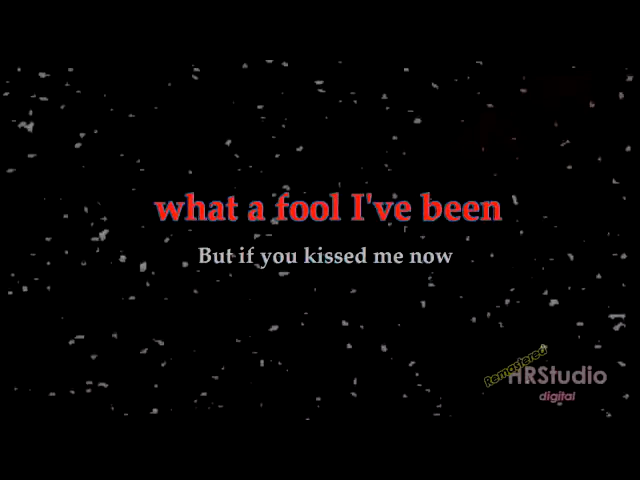 what a fool I've been
But if you kissed me now
Remastered
HRStudio
digital